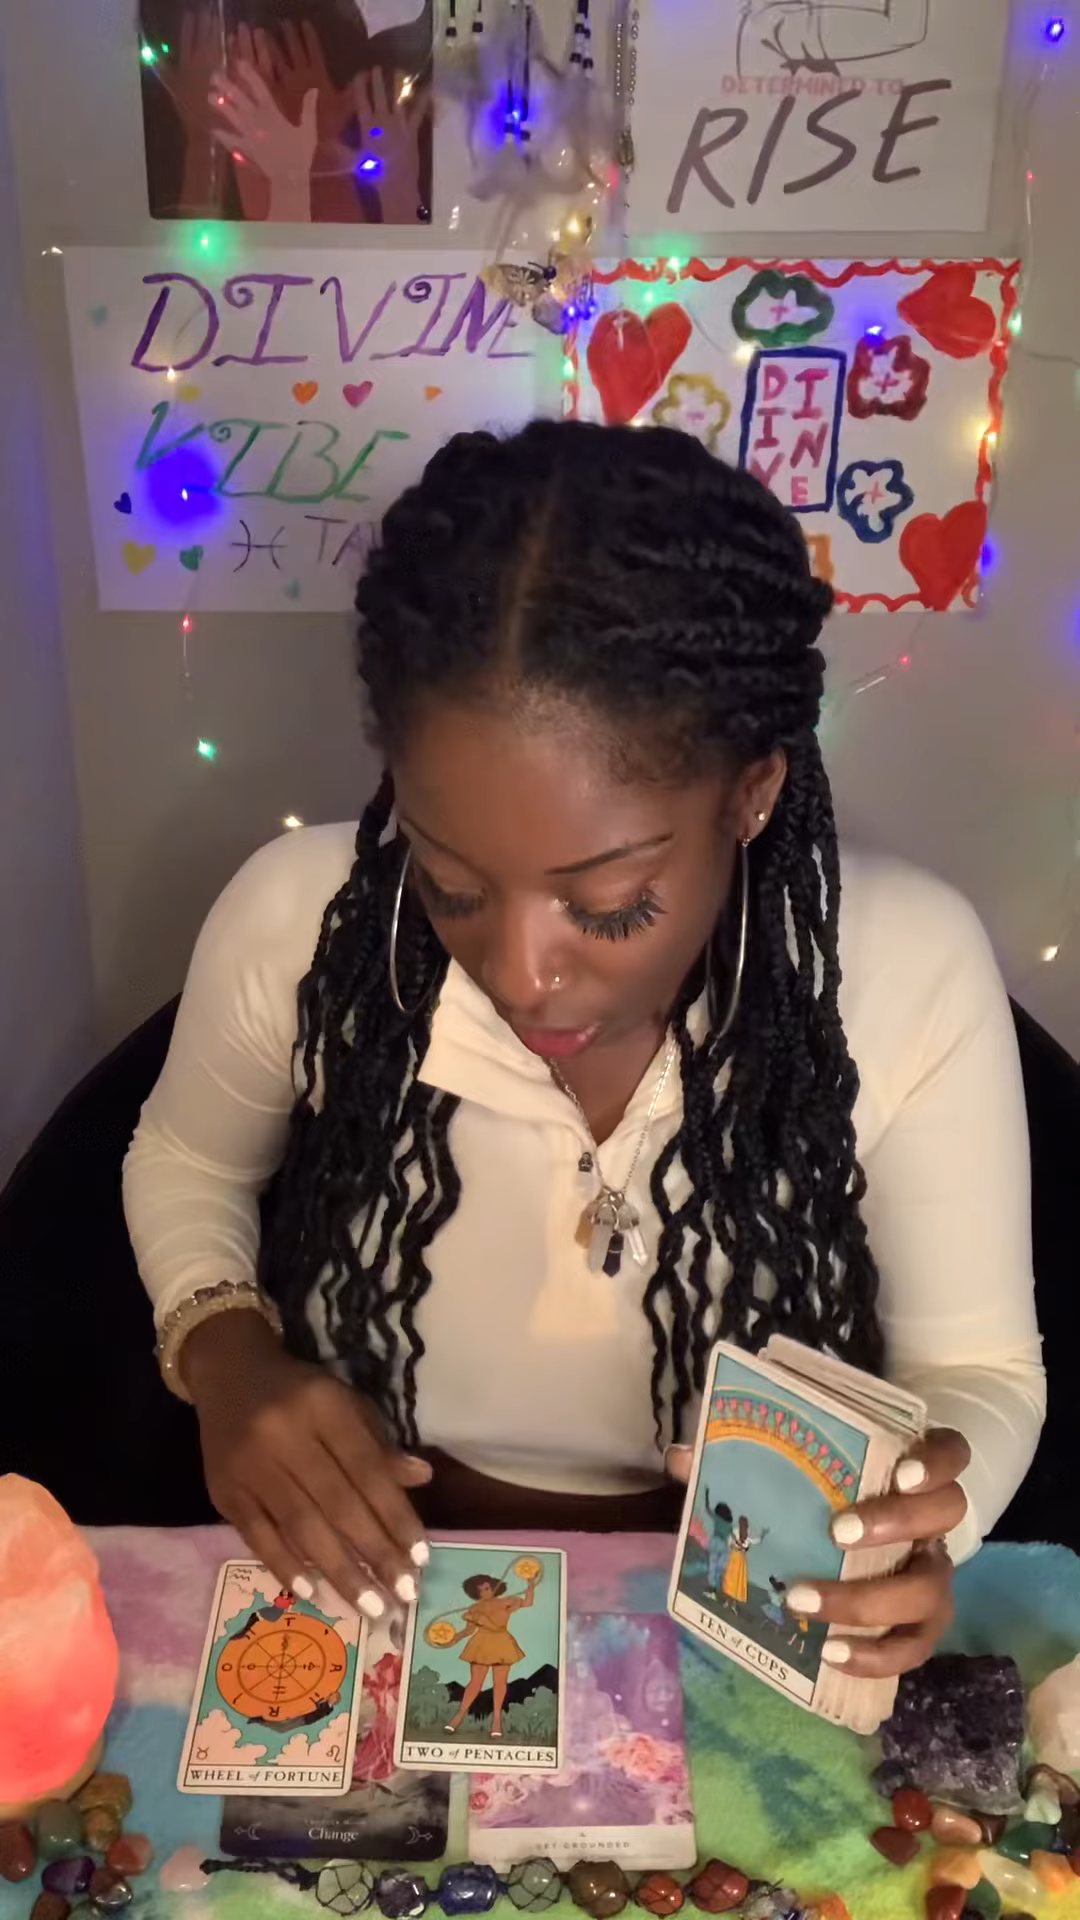 DETERMINED TO
RISE
DIVINE
VIBE
DIVINE
TEN of CUPS
WHEEL of FORTUNE
TWO of PENTACLES
Change
GET GROUNDED